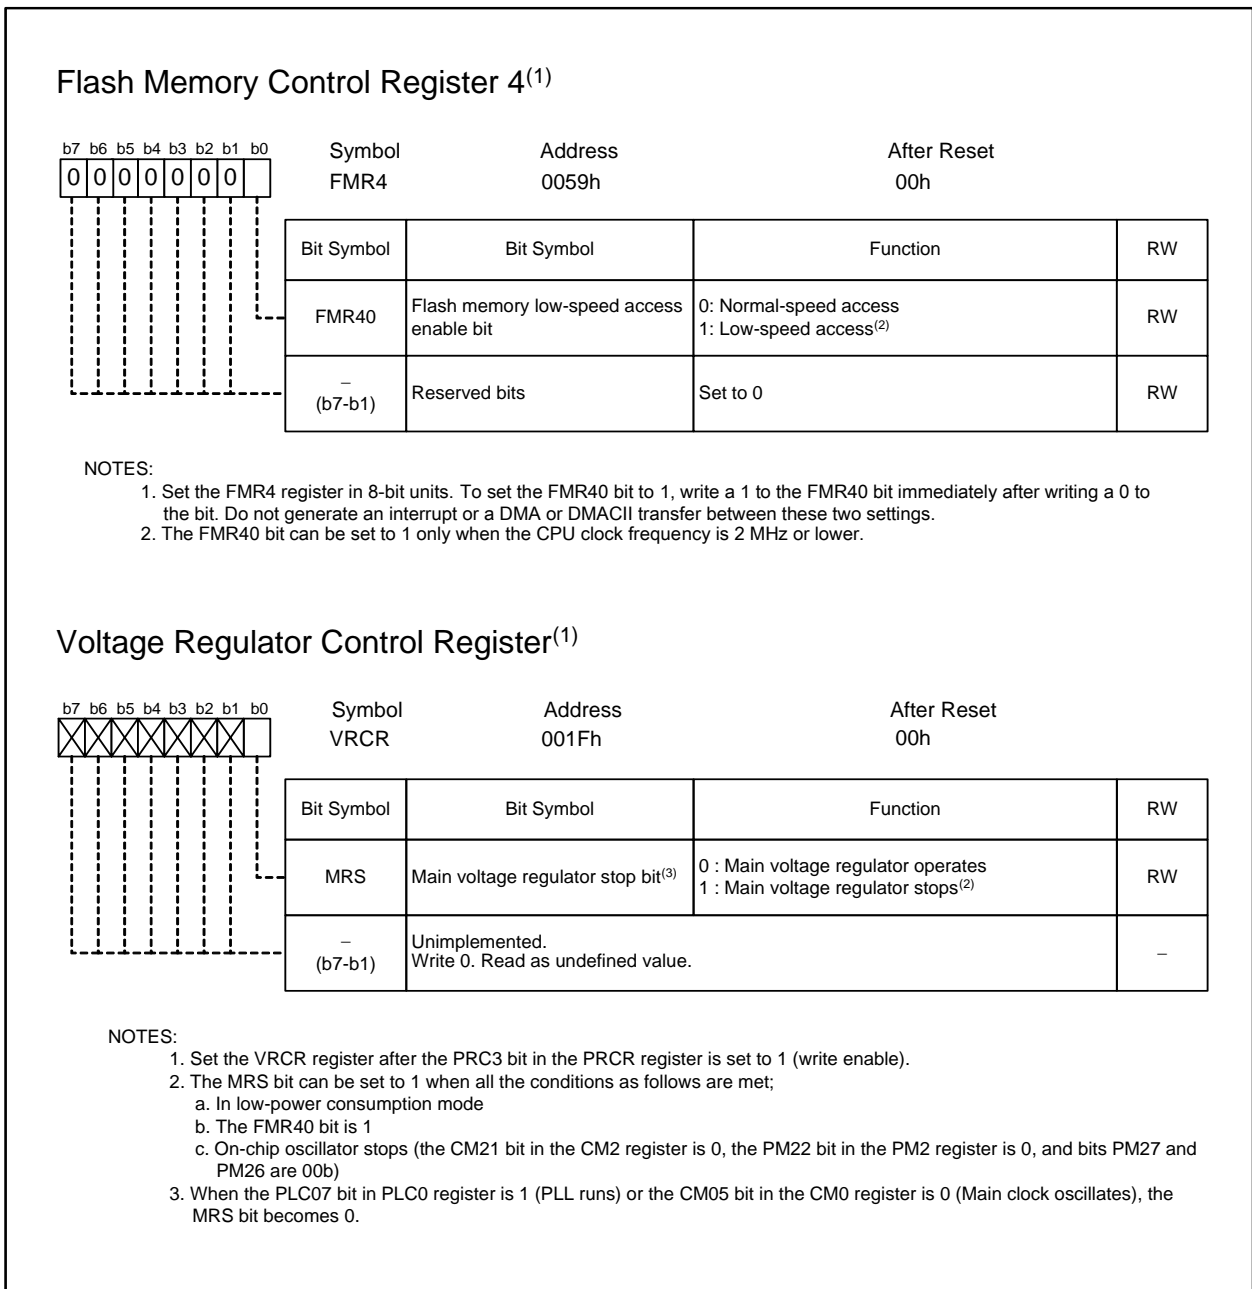 Flash Memory Control Register 4(1)
b7 b6 b5 b4 b3 b2 b1 b0
Symbol Address After Reset
0 0 0 0 0 0 0
FMR4 0059h 00h
Bit Symbol Bit Symbol Function RW
FMR40 Flash memory low-speed access enable bit 0: Normal-speed access 1: Low-speed access(2) RW
– (b7-b1) Reserved bits Set to 0 RW
NOTES:
1. Set the FMR4 register in 8-bit units. To set the FMR40 bit to 1, write a 1 to the FMR40 bit immediately after writing a 0 to
the bit. Do not generate an interrupt or a DMA or DMACII transfer between these two settings.
2. The FMR40 bit can be set to 1 only when the CPU clock frequency is 2 MHz or lower.
Voltage Regulator Control Register(1)
b7 b6 b5 b4 b3 b2 b1 b0
Symbol Address After Reset
VRCR 001Fh 00h
Bit Symbol Bit Symbol Function RW
MRS Main voltage regulator stop bit(3) 0 : Main voltage regulator operates 1 : Main voltage regulator stops(2) RW
– (b7-b1) Unimplemented. Write 0. Read as undefined value. –
NOTES:
1. Set the VRCR register after the PRC3 bit in the PRCR register is set to 1 (write enable).
2. The MRS bit can be set to 1 when all the conditions as follows are met;
a. In low-power consumption mode
b. The FMR40 bit is 1
c. On-chip oscillator stops (the CM21 bit in the CM2 register is 0, the PM22 bit in the PM2 register is 0, and bits PM27 and
PM26 are 00b)
3. When the PLC07 bit in PLC0 register is 1 (PLL runs) or the CM05 bit in the CM0 register is 0 (Main clock oscillates), the
MRS bit becomes 0.